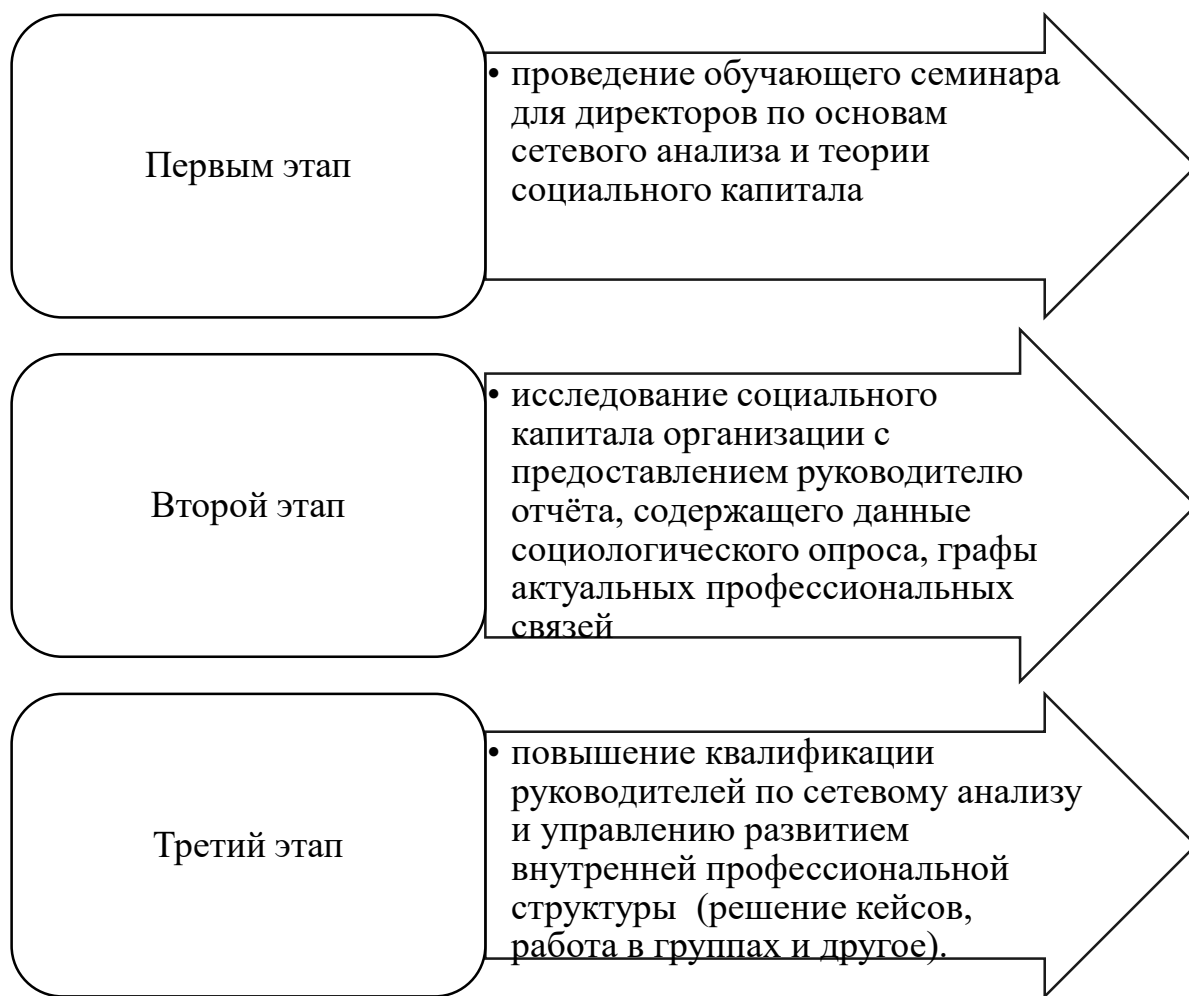 Первым этап
• проведение обучающего семинара
для директоров по основам
сетевого анализа и теории
социального капитала
Второй этап
• исследование социального
капитала организации с
предоставлением руководителю
отчёта, содержащего данные
социологического опроса, графы
актуальных профессиональных
связей
Третий этап
• повышение квалификации
руководителей по сетевому анализу
и управлению развитием
внутренней профессиональной
структуры (решение кейсов,
работа в группах и другое).